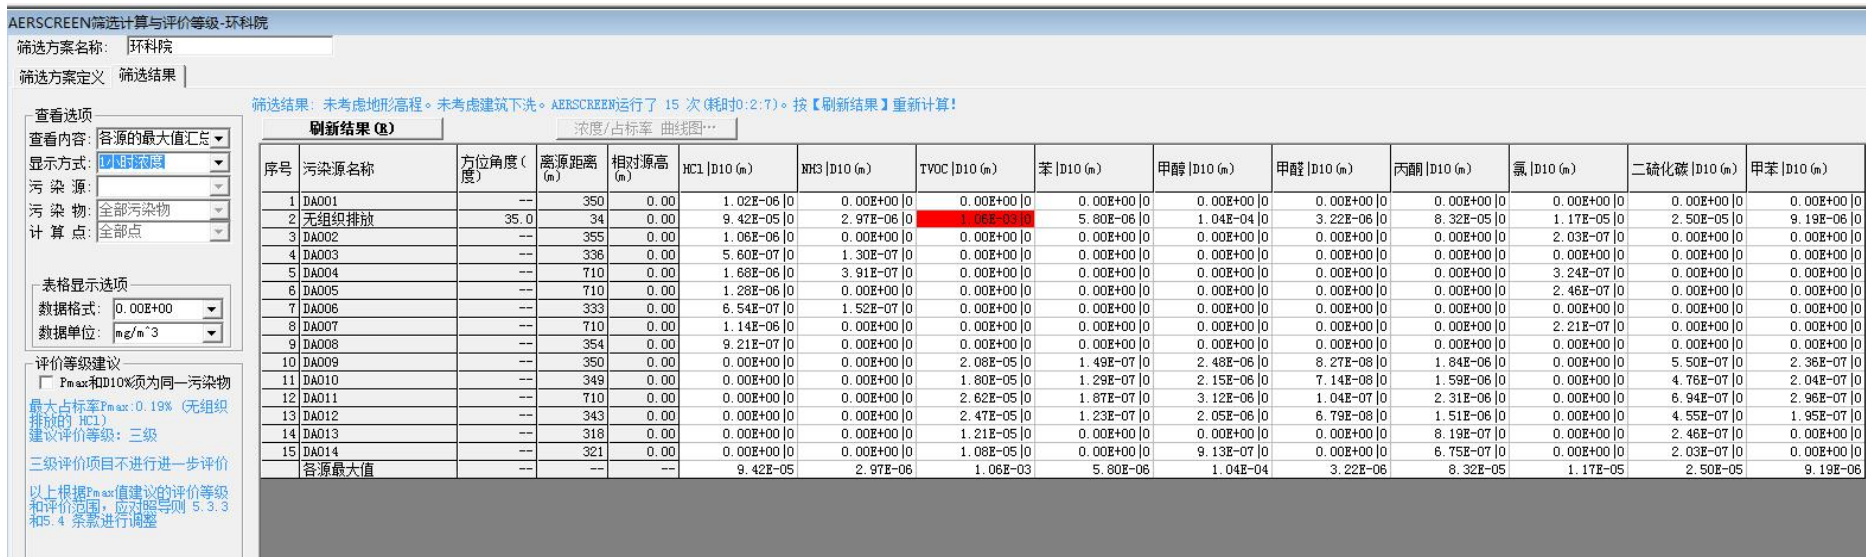 AERSCREEN筛选计算与评价等级-环科院
筛选方案名称: 环科院
筛选方案定义 筛选结果
查看选项
查看内容: 各源的最大值汇总
显示方式: 1小时浓度
污 染 源:
污 染 物: 全部污染物
计 算 点: 全部点
表格显示选项
数据格式: 0.00E+00
数据单位: mg/m^3
评价等级建议
Pmax和D10%须为同一污染物
最大占标率Pmax:0.19% (无组织
排放的 HCl)
建议评价等级: 三级
三级评价项目不进行进一步评价
以上根据Pmax值建议的评价等级
和评价范围，应对照导则 5.3.3
和5.4 条款进行调整
筛选结果: 未考虑地形高程。未考虑建筑下洗。AERSCREEN运行了 15 次(耗时0:2:7)。按【刷新结果】重新计算!
刷新结果(R) 浓度/占标率 曲线图…
序号 污染源名称 方位角度(度) 离源距离(m) 相对源高(m) HCl|D10(m) NH3|D10(m) TVOC|D10(m) 苯|D10(m) 甲醇|D10(m) 甲醛|D10(m) 丙酮|D10(m) 氯|D10(m) 二硫化碳|D10(m) 甲苯|D10(m)
1 DA001 -- 350 0.00 1.02E-06|0 0.00E+00|0 0.00E+00|0 0.00E+00|0 0.00E+00|0 0.00E+00|0 0.00E+00|0 0.00E+00|0 0.00E+00|0 0.00E+00|0
2 无组织排放 35.0 34 0.00 9.42E-05|0 2.97E-06|0 1.06E-03|0 5.80E-06|0 1.04E-04|0 3.22E-06|0 8.32E-05|0 1.17E-05|0 2.50E-05|0 9.19E-06|0
3 DA002 -- 355 0.00 1.06E-06|0 0.00E+00|0 0.00E+00|0 0.00E+00|0 0.00E+00|0 0.00E+00|0 0.00E+00|0 2.03E-07|0 0.00E+00|0 0.00E+00|0
4 DA003 -- 336 0.00 5.60E-07|0 1.30E-07|0 0.00E+00|0 0.00E+00|0 0.00E+00|0 0.00E+00|0 0.00E+00|0 0.00E+00|0 0.00E+00|0 0.00E+00|0
5 DA004 -- 710 0.00 1.68E-06|0 3.91E-07|0 0.00E+00|0 0.00E+00|0 0.00E+00|0 0.00E+00|0 0.00E+00|0 3.24E-07|0 0.00E+00|0 0.00E+00|0
6 DA005 -- 710 0.00 1.28E-06|0 0.00E+00|0 0.00E+00|0 0.00E+00|0 0.00E+00|0 0.00E+00|0 0.00E+00|0 2.46E-07|0 0.00E+00|0 0.00E+00|0
7 DA006 -- 333 0.00 6.54E-07|0 1.52E-07|0 0.00E+00|0 0.00E+00|0 0.00E+00|0 0.00E+00|0 0.00E+00|0 0.00E+00|0 0.00E+00|0 0.00E+00|0
8 DA007 -- 710 0.00 1.14E-06|0 0.00E+00|0 0.00E+00|0 0.00E+00|0 0.00E+00|0 0.00E+00|0 0.00E+00|0 2.21E-07|0 0.00E+00|0 0.00E+00|0
9 DA008 -- 354 0.00 9.21E-07|0 0.00E+00|0 0.00E+00|0 0.00E+00|0 0.00E+00|0 0.00E+00|0 0.00E+00|0 0.00E+00|0 0.00E+00|0 0.00E+00|0
10 DA009 -- 350 0.00 0.00E+00|0 0.00E+00|0 2.08E-05|0 1.49E-07|0 2.48E-06|0 8.27E-08|0 1.84E-06|0 0.00E+00|0 5.50E-07|0 2.36E-07|0
11 DA010 -- 349 0.00 0.00E+00|0 0.00E+00|0 1.80E-05|0 1.29E-07|0 2.15E-06|0 7.14E-08|0 1.59E-06|0 0.00E+00|0 4.76E-07|0 2.04E-07|0
12 DA011 -- 710 0.00 0.00E+00|0 0.00E+00|0 2.62E-05|0 1.87E-07|0 3.12E-06|0 1.04E-07|0 2.31E-06|0 0.00E+00|0 6.94E-07|0 2.96E-07|0
13 DA012 -- 343 0.00 0.00E+00|0 0.00E+00|0 2.47E-05|0 1.23E-07|0 2.05E-06|0 6.79E-08|0 1.51E-06|0 0.00E+00|0 4.55E-07|0 1.95E-07|0
14 DA013 -- 318 0.00 0.00E+00|0 0.00E+00|0 1.21E-05|0 0.00E+00|0 0.00E+00|0 0.00E+00|0 8.19E-07|0 0.00E+00|0 2.46E-07|0 0.00E+00|0
15 DA014 -- 321 0.00 0.00E+00|0 0.00E+00|0 1.08E-05|0 0.00E+00|0 9.13E-07|0 0.00E+00|0 6.75E-07|0 0.00E+00|0 2.03E-07|0 0.00E+00|0
各源最大值 -- -- -- 9.42E-05 2.97E-06 1.06E-03 5.80E-06 1.04E-04 3.22E-06 8.32E-05 1.17E-05 2.50E-05 9.19E-06